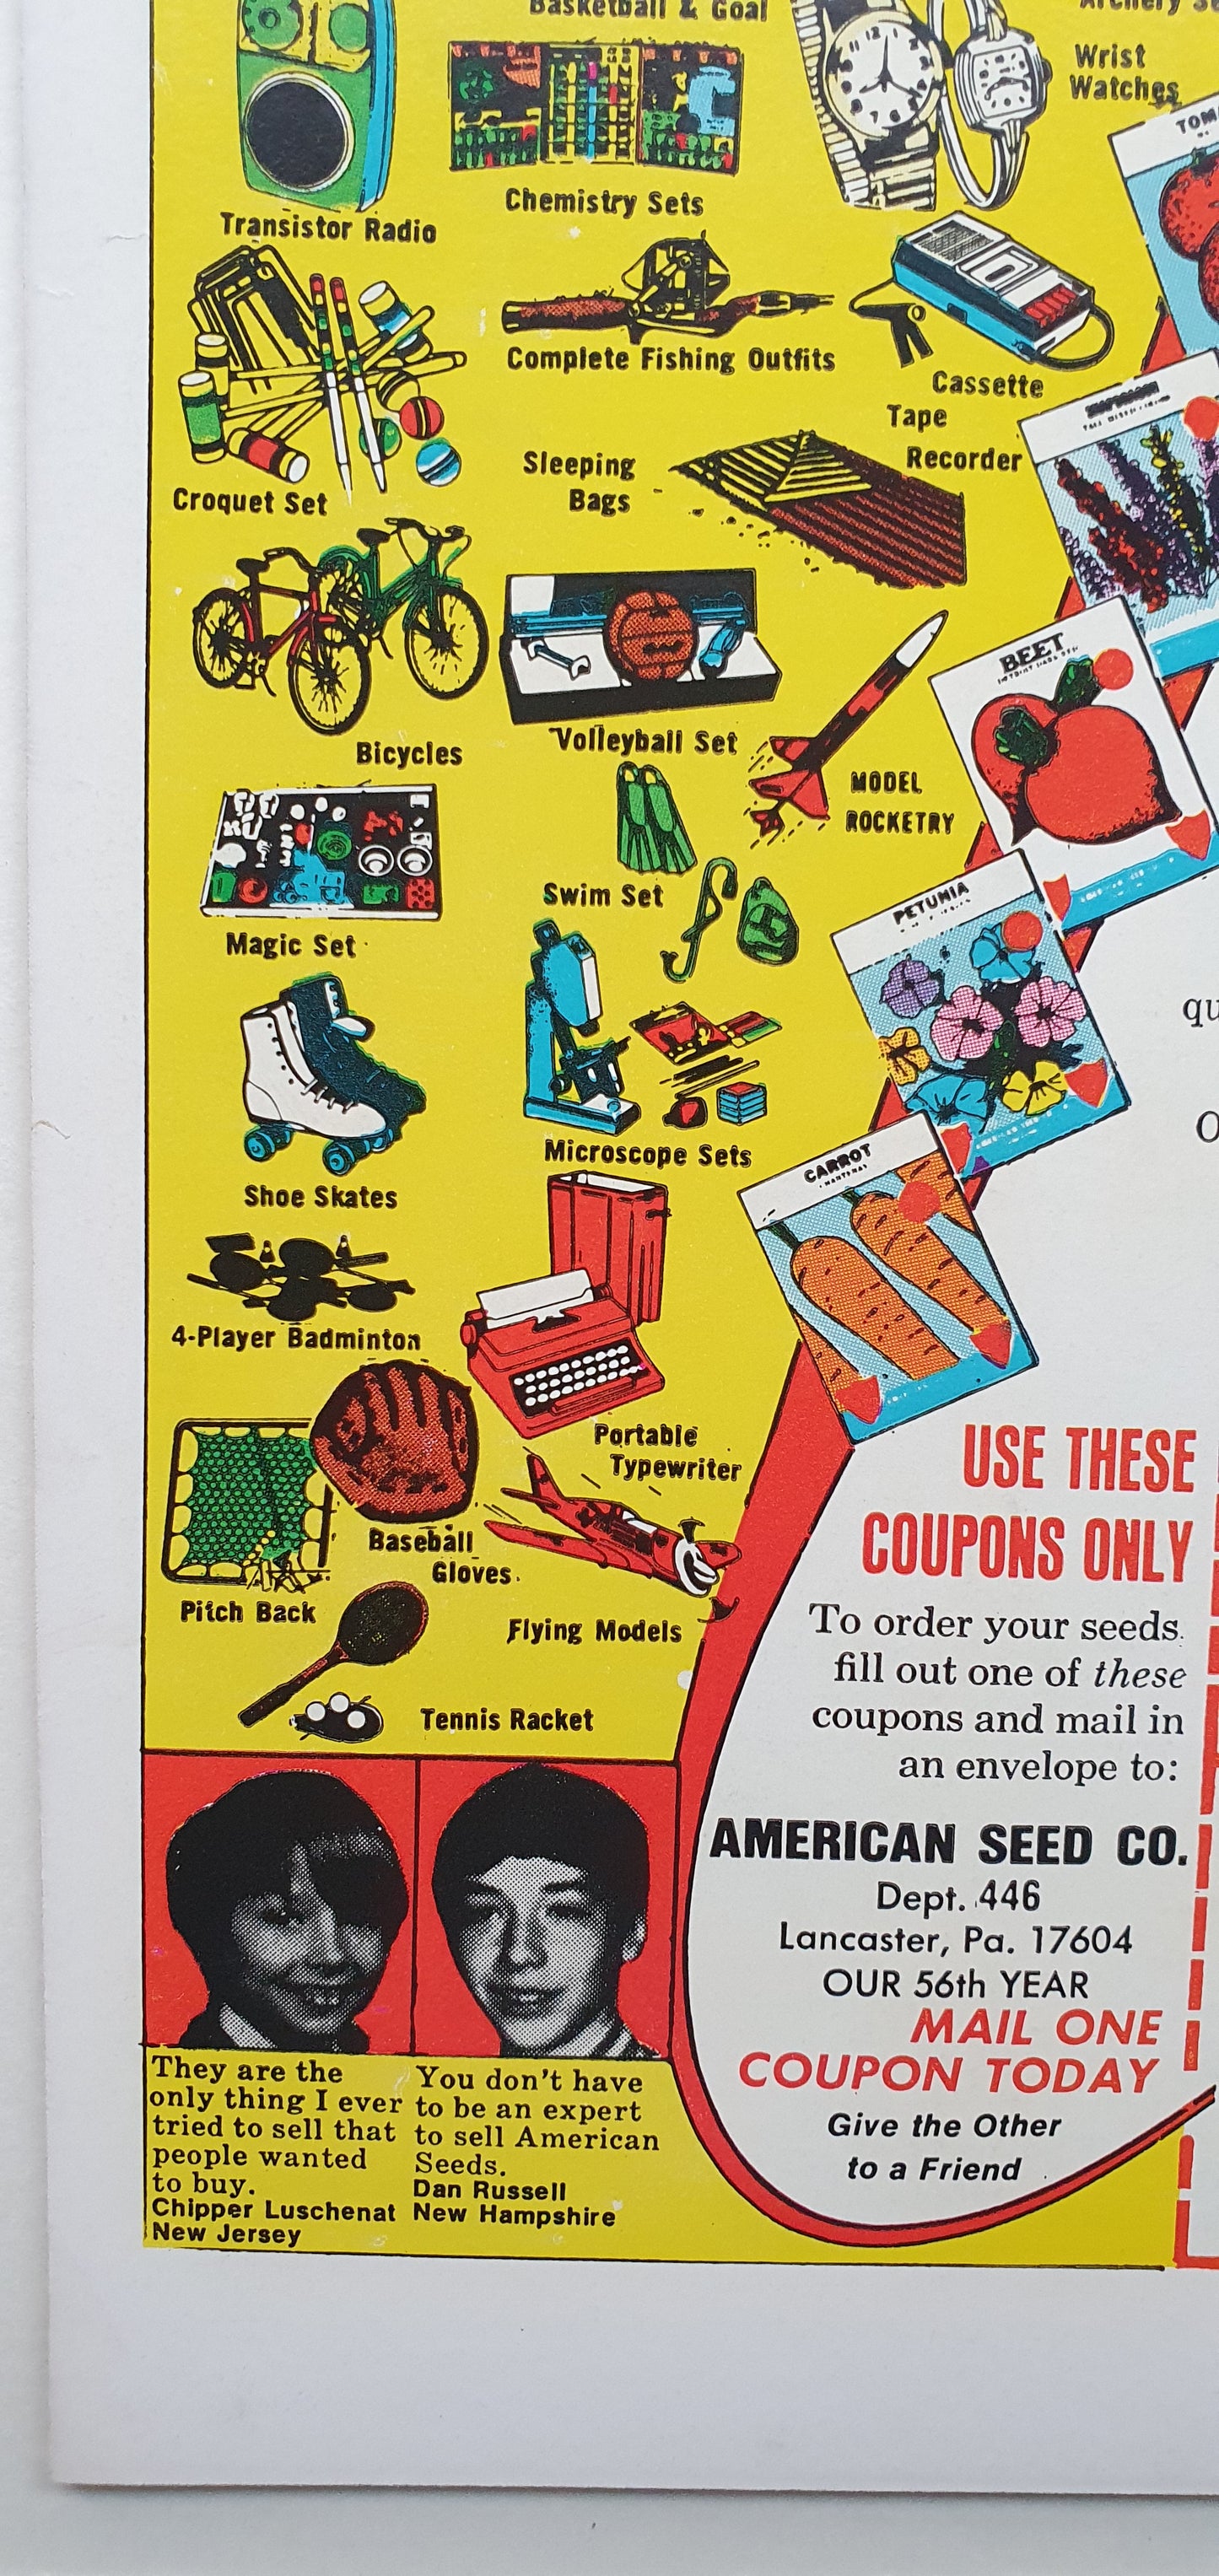 Basketball & Goal
Archery
Wrist
Watches
Chemistry Sets
Transistor Radio
Complete Fishing Outfits
Cassette
Tape
Recorder
Sleeping
Bags
Croquet Set
Bicycles
Volleyball Set
MODEL
ROCKETRY
Swim Set
Magic Set
Microscope Sets
Shoe Skates
4-Player Badminton
Portable
Typewriter
Baseball
Gloves
Pitch Back
Flying Models
Tennis Racket
TOM
BEET
PETUNIA
CARROT
qu
O
USE THESE
COUPONS ONLY
To order your seeds
fill out one of these
coupons and mail in
an envelope to:
AMERICAN SEED CO.
Dept. 446
Lancaster, Pa. 17604
OUR 56th YEAR
MAIL ONE
COUPON TODAY
Give the Other
to a Friend
They are the
only thing I ever
tried to sell that
people wanted
to buy.
Chipper Luschenat
New Jersey
You don't have
to be an expert
to sell American
Seeds.
Dan Russell
New Hampshire